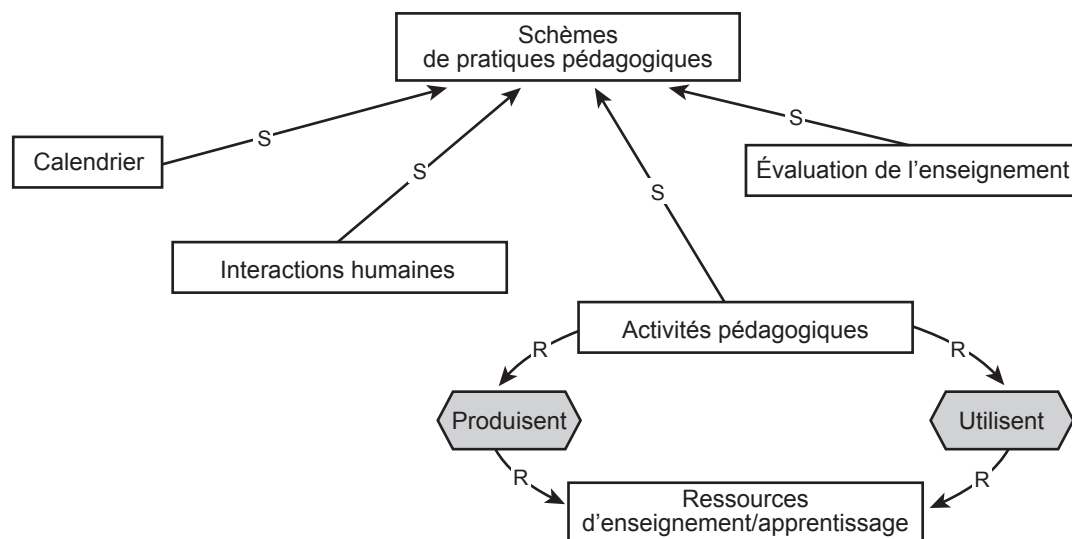 Schèmes
de pratiques pédagogiques
S
S
S
S
Calendrier
Évaluation de l'enseignement
Interactions humaines
Activités pédagogiques
R
R
Produisent
Utilisent
R
R
Ressources
d'enseignement/apprentissage